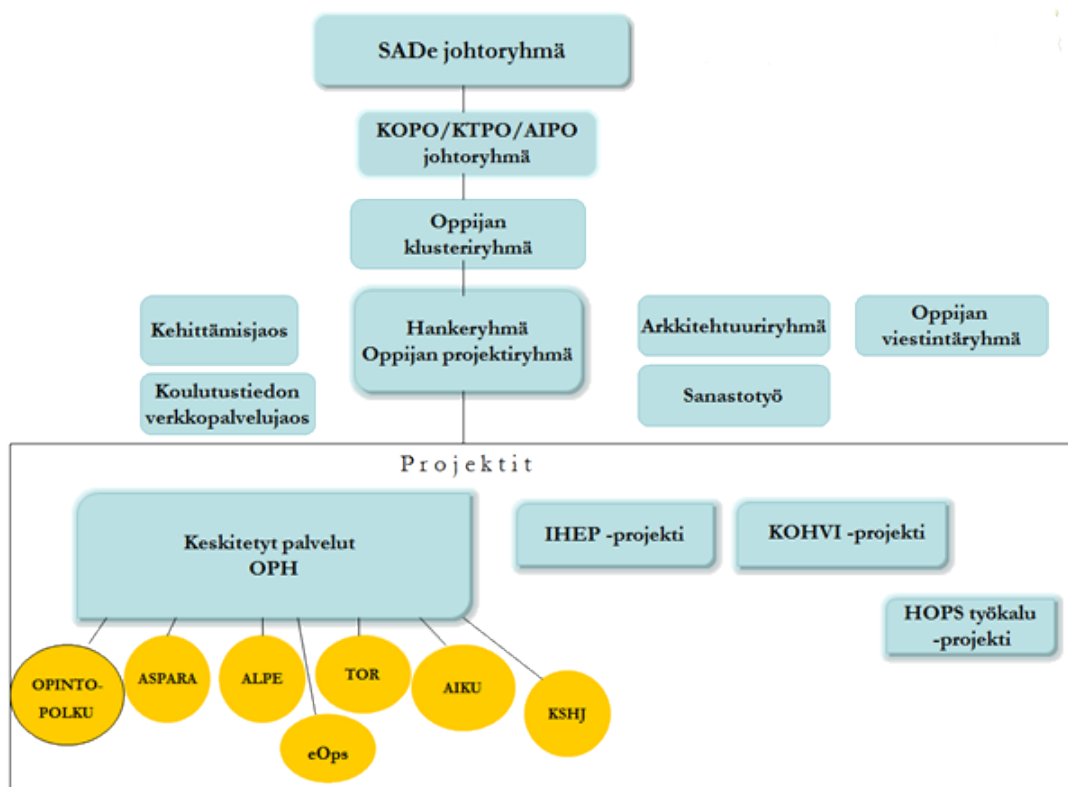 SADe johtoryhmä
KOPO/KTPO/AIPO
johtoryhmä
Oppijan
klusteriryhmä
Kehittämisjaos
Hankeryhmä
Oppijan projektiryhmä
Arkkitehtuuriryhmä
Oppijan
viestintäryhmä
Koulutustiedon
verkkopalvelujaos
Sanastotyö
Projektit
Keskitetyt palvelut
OPH
IHEP -projekti
KOHVI -projekti
HOPS työkalu
-projekti
OPINTO-
POLKU
ASPARA
ALPE
TOR
AIKU
KSHJ
eOps